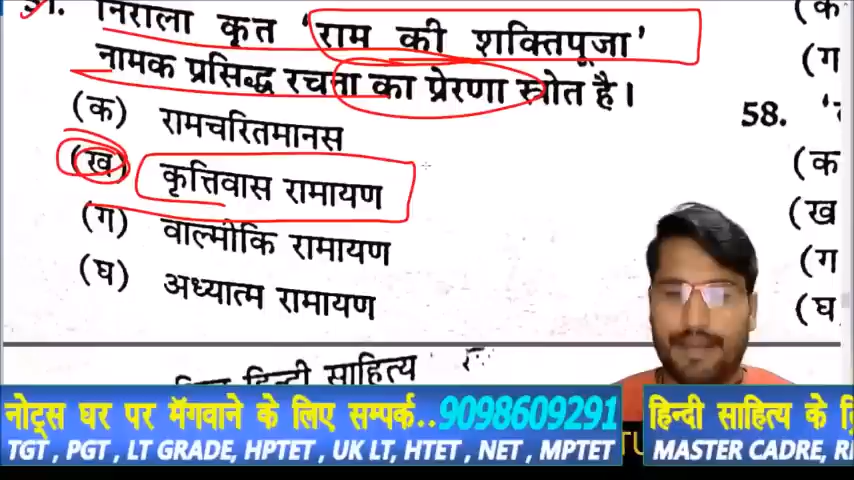 निराला कृत 'राम की शक्तिपूजा'
नामक प्रसिद्ध रचना का प्रेरणा स्त्रोत है।
(क) रामचरितमानस
(ख) कृत्तिवास रामायण
(ग) वाल्मीकि रामायण
(घ) अध्यात्म रामायण
हिन्दी साहित्य
(क
(ग
58.
(क
(ख
(ग
(घ
नोट्स घर पर मँगवाने के लिए सम्पर्क..9098609291
TGT, PGT, LT GRADE, HPTET, UK LT, HTET, NET, MPTET
हिन्दी साहित्य के
MASTER CADRE,